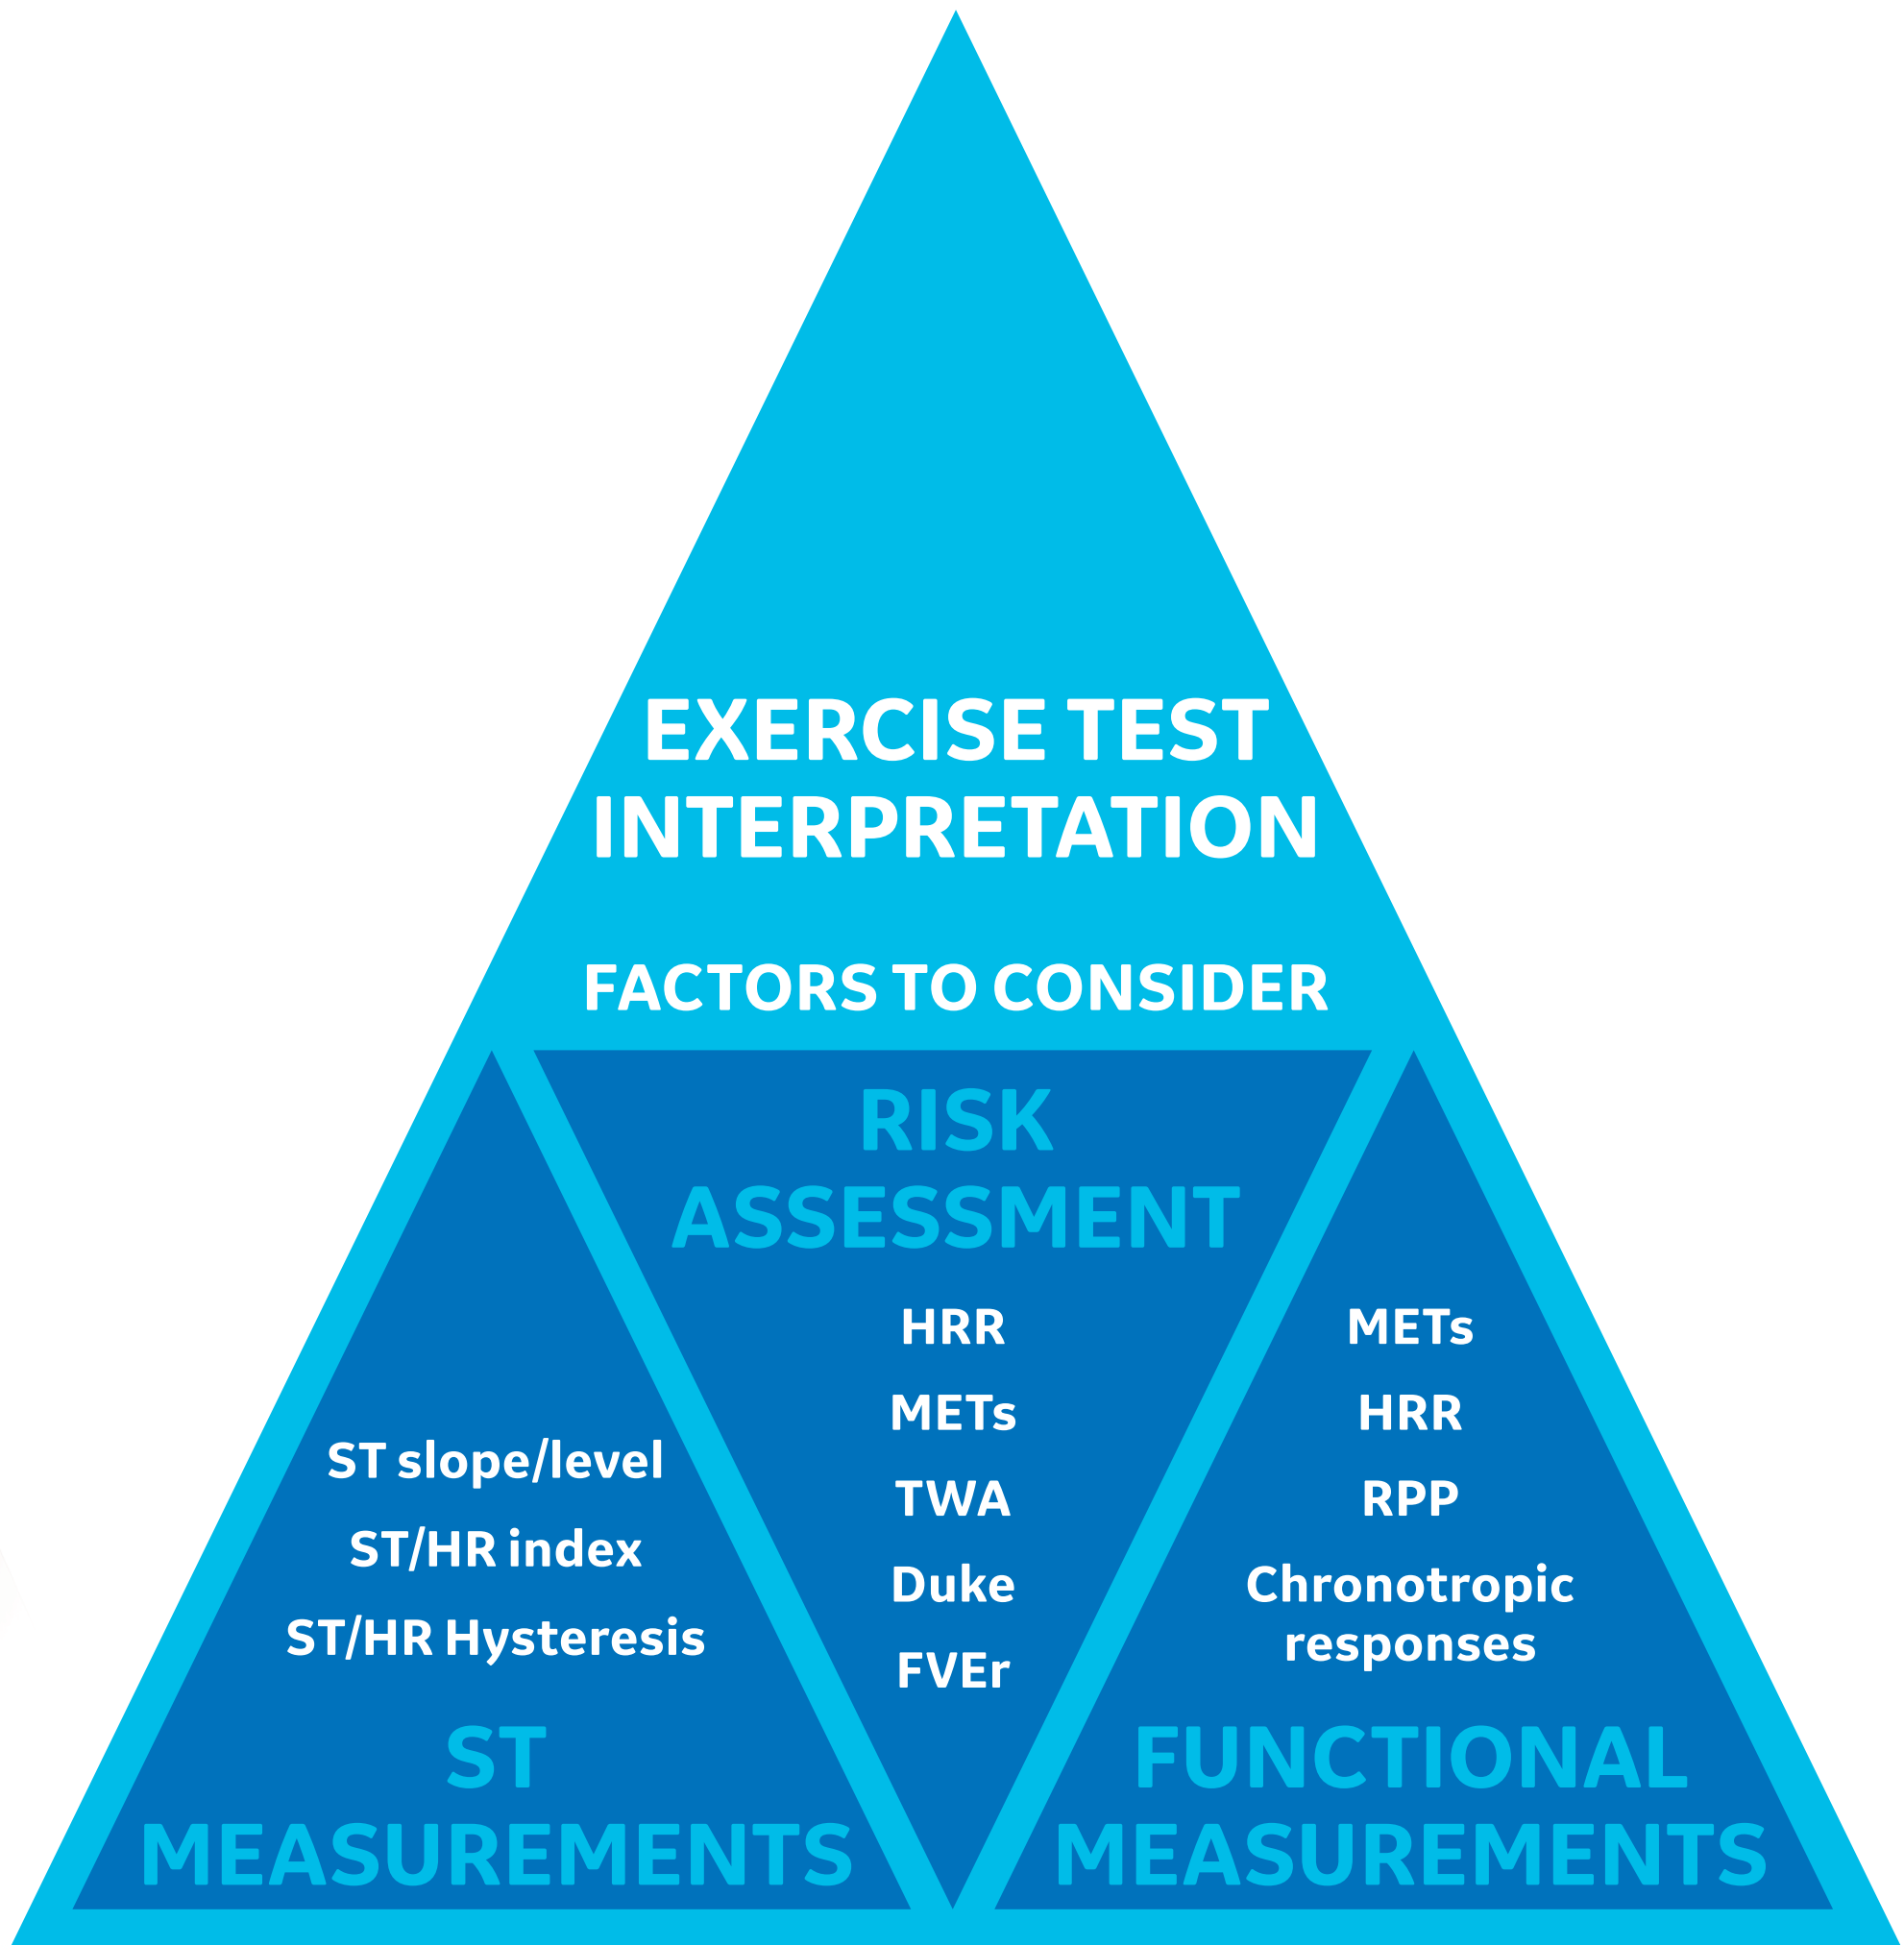 EXERCISE TEST
INTERPRETATION
FACTORS TO CONSIDER
RISK
ASSESSMENT
HRR
METs
TWA
Duke
FVEr
ST slope/level
ST/HR index
ST/HR Hysteresis
ST
MEASUREMENTS
METs
HRR
RPP
Chronotropic
responses
FUNCTIONAL
MEASUREMENTS